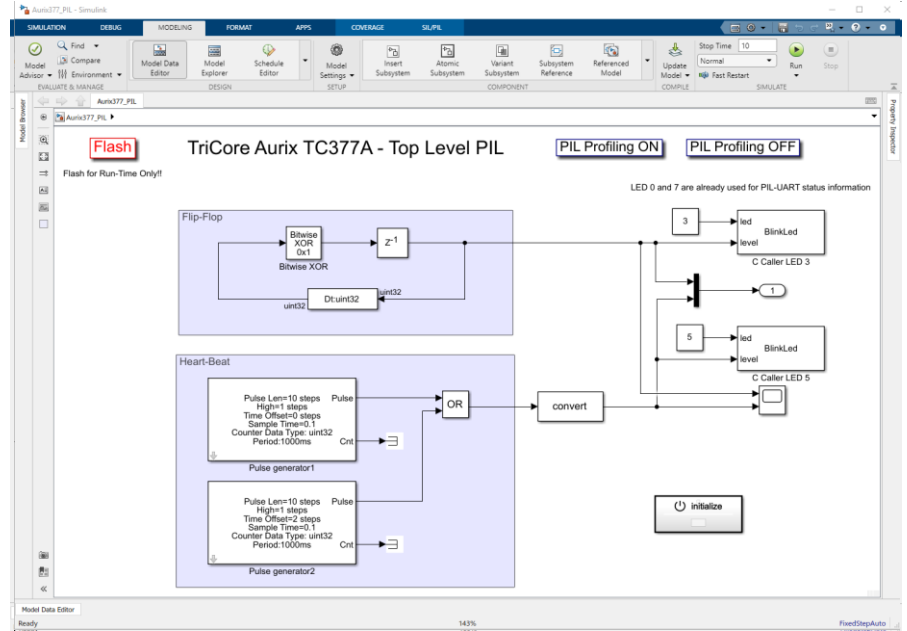 Aurix377_PIL - Simulink
SIMULATION DEBUG MODELING FORMAT APPS COVERAGE SIL/PIL
Model Advisor
Find
Compare
Environment
Model Data Editor
Model Explorer
Schedule Editor
Model Settings
Insert Subsystem
Atomic Subsystem
Variant Subsystem
Subsystem Reference
Referenced Model
Update Model
Stop Time 10
Normal
Fast Restart
Run
Stop
EVALUATE & MANAGE DESIGN SETUP COMPONENT COMPILE SIMULATE
Model Browser
Aurix377_PIL
Aurix377_PIL
Property Inspector
Flash
TriCore Aurix TC377A - Top Level PIL
PIL Profiling ON
PIL Profiling OFF
Flash for Run-Time Only!!
LED 0 and 7 are already used for PIL-UART status information
Flip-Flop
Bitwise
XOR
0x1
Bitwise XOR
z-1
Dt:uint32
uint32
uint32
3
led
level
BlinkLed
C Caller LED 3
1
5
led
level
BlinkLed
C Caller LED 5
Heart-Beat
Pulse Len=10 steps
High=1 steps
Time Offset=0 steps
Sample Time=0.1
Counter Data Type: uint32
Period:1000ms
Pulse
Cnt
Pulse generator1
OR
convert
Pulse Len=10 steps
High=1 steps
Time Offset=2 steps
Sample Time=0.1
Counter Data Type: uint32
Period:1000ms
Pulse
Cnt
Pulse generator2
initialize
Model Data Editor
Ready 143% FixedStepAuto